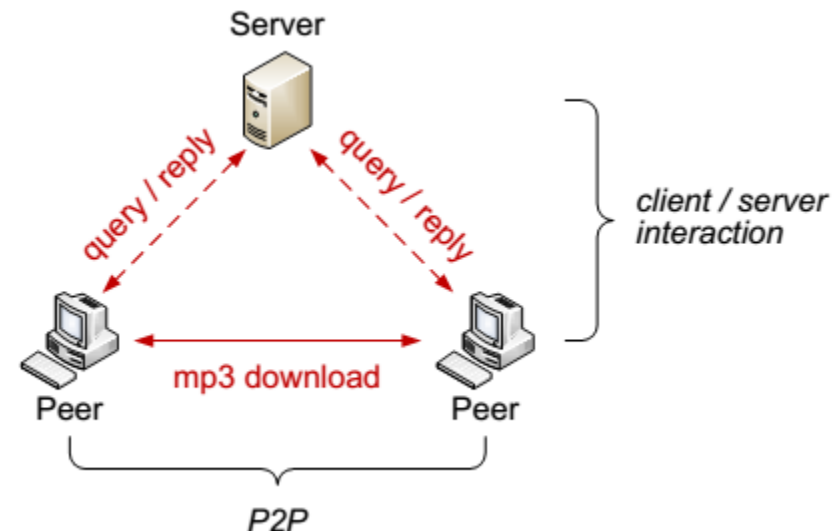 Server
query / reply
query / reply
client / server
interaction
mp3 download
Peer
Peer
P2P